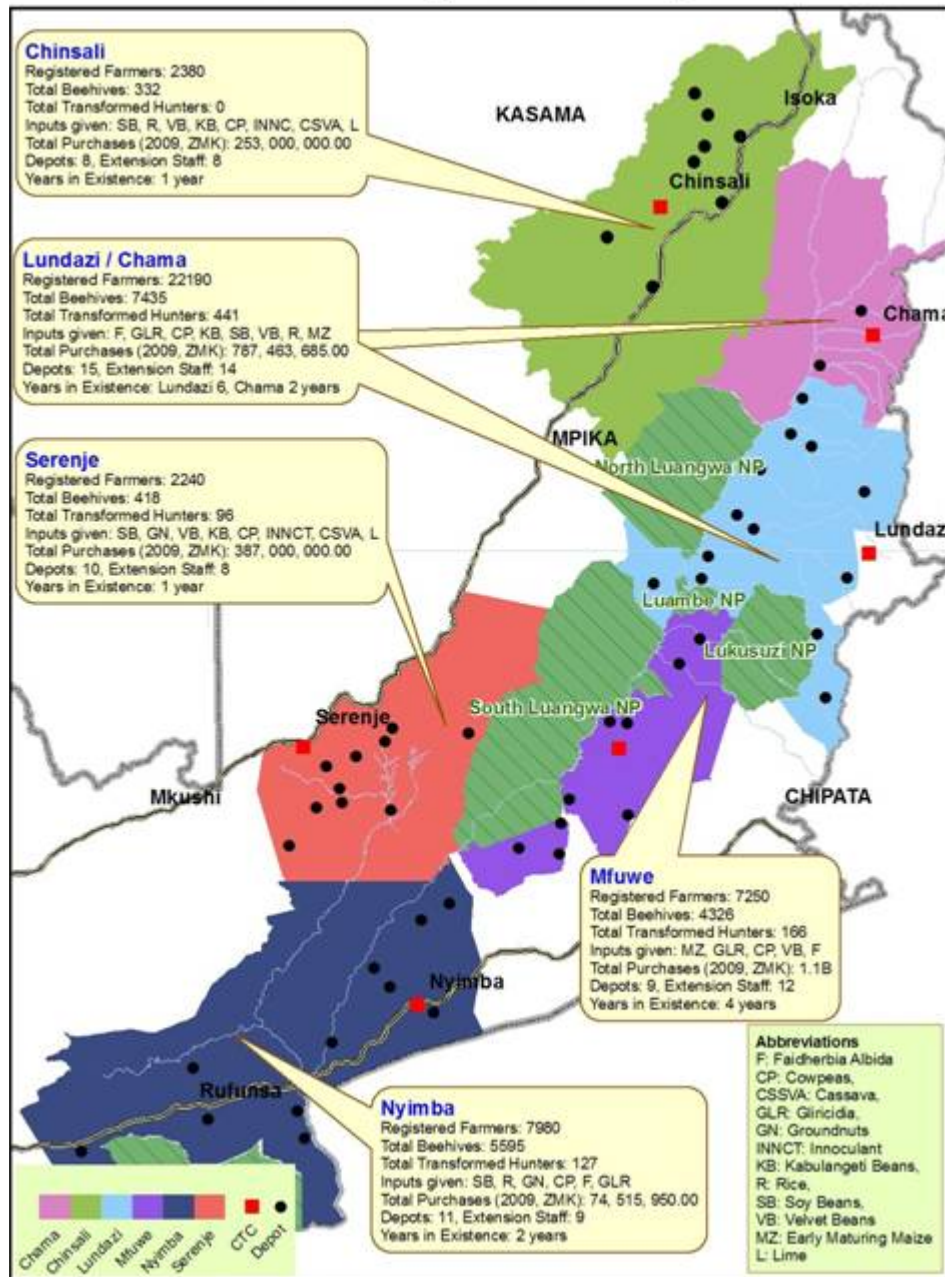 Chinsali
Registered Farmers: 2380
Total Beehives: 332
Total Transformed Hunters: 0
Inputs given: SB, R, VB, KB, CP, INNC, CSVA, L
Total Purchases (2009, ZMK): 253, 000, 000.00
Depots: 8, Extension Staff: 8
Years in Existence: 1 year
KASAMA
Isoka
Chinsali
Lundazi / Chama
Registered Farmers: 22190
Total Beehives: 7435
Total Transformed Hunters: 441
Inputs given: F, GLR, CP, KB, SB, VB, R, MZ
Total Purchases (2009, ZMK): 787, 463, 685.00
Depots: 15, Extension Staff: 14
Years in Existence: Lundazi 6, Chama 2 years
Chama
MPIKA
North Luangwa NP
Serenje
Registered Farmers: 2240
Total Beehives: 418
Total Transformed Hunters: 96
Inputs given: SB, GN, VB, KB, CP, INNCT, CSVA, L
Total Purchases (2009, ZMK): 387, 000, 000.00
Depots: 10, Extension Staff: 8
Years in Existence: 1 year
Lundaz
Luambe NP
Lukusuzi NP
South Luangwa NP
Serenje
Mkushi
CHIPATA
Mfuwe
Registered Farmers: 7250
Total Beehives: 4326
Total Transformed Hunters: 166
Inputs given: MZ, GLR, CP, VB, F
Total Purchases (2009, ZMK): 1.1B
Depots: 9, Extension Staff: 12
Years in Existence: 4 years
Nyimba
Rufunsa
Nyimba
Registered Farmers: 7980
Total Beehives: 5595
Total Transformed Hunters: 127
Inputs given: SB, R, GN, CP, F, GLR
Total Purchases (2009, ZMK): 74, 515, 950.00
Depots: 11, Extension Staff: 9
Years in Existence: 2 years
Abbreviations
F: Faidherbia Albida
CP: Cowpeas,
CSSVA: Cassava,
GLR: Gliricidia,
GN: Groundnuts
INNCT: Innoculant
KB: Kabulangeti Beans,
R: Rice,
SB: Soy Beans,
VB: Velvet Beans
MZ: Early Maturing Maize
L: Lime
Chama
Chinsali
Lundazi
Mfuwe
Nyimba
Serenje
CTC
Depot